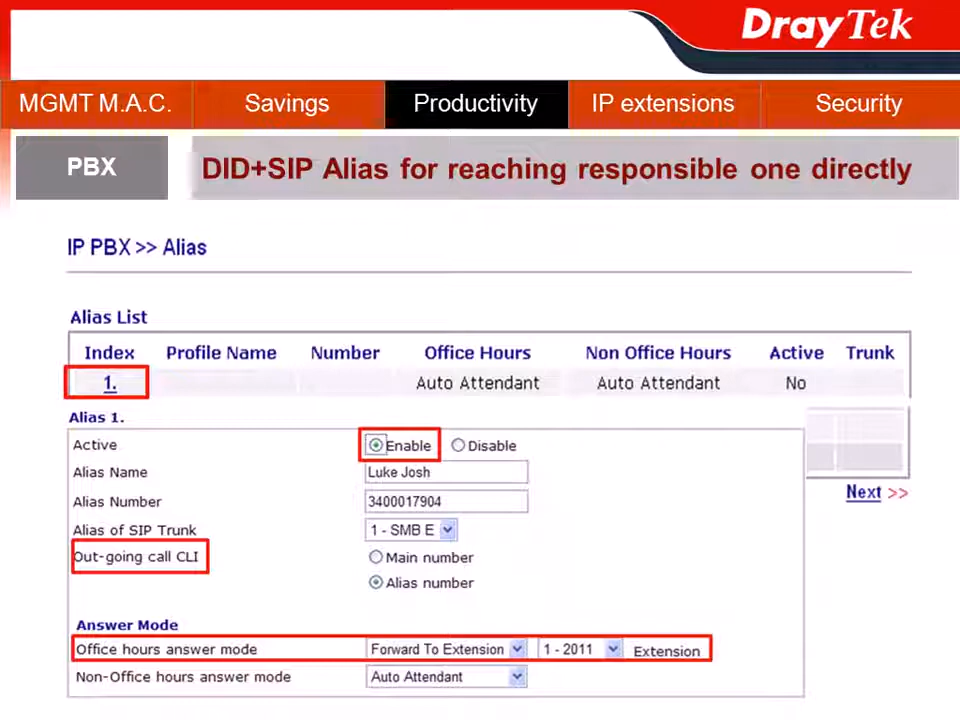 DrayTek
MGMT M.A.C. Savings Productivity IP extensions Security
PBX DID+SIP Alias for reaching responsible one directly
IP PBX >> Alias
Alias List
Index Profile Name Number Office Hours Non Office Hours Active Trunk
1. Auto Attendant Auto Attendant No
Alias 1.
Active Enable Disable
Alias Name Luke Josh
Alias Number 3400017904
Next >>
Alias of SIP Trunk 1 - SMB E
Out-going call CLI Main number
Alias number
Answer Mode
Office hours answer mode Forward To Extension 1 - 2011 Extension
Non-Office hours answer mode Auto Attendant